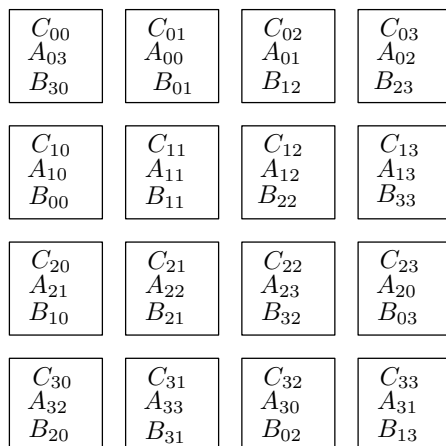 C₀₀ C₀₁ C₀₂ C₀₃
A₀₃ A₀₀ A₀₁ A₀₂
B₃₀ B₀₁ B₁₂ B₂₃
C₁₀ C₁₁ C₁₂ C₁₃
A₁₀ A₁₁ A₁₂ A₁₃
B₀₀ B₁₁ B₂₂ B₃₃
C₂₀ C₂₁ C₂₂ C₂₃
A₂₁ A₂₂ A₂₃ A₂₀
B₁₀ B₂₁ B₃₂ B₀₃
C₃₀ C₃₁ C₃₂ C₃₃
A₃₂ A₃₃ A₃₀ A₃₁
B₂₀ B₃₁ B₀₂ B₁₃